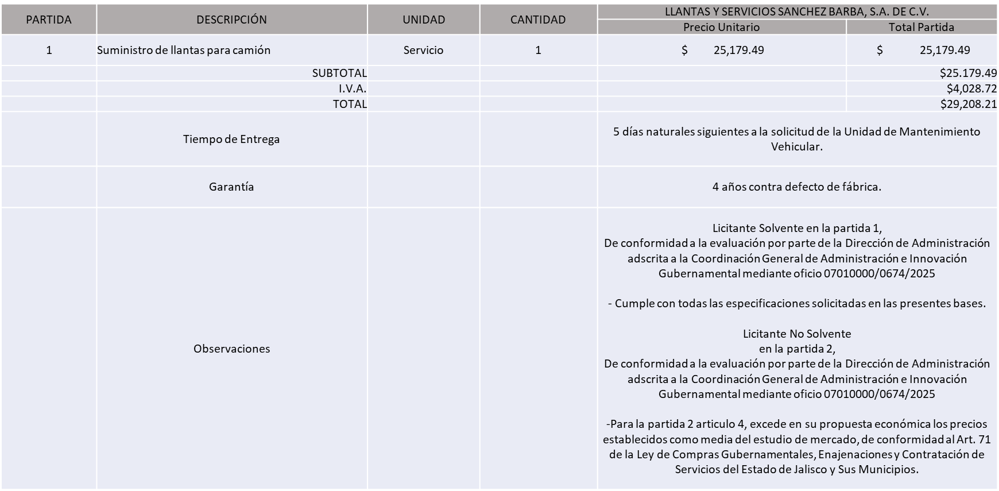 PARTIDA DESCRIPCIÓN UNIDAD CANTIDAD LLANTAS Y SERVICIOS SANCHEZ BARBA, S.A. DE C.V.
Precio Unitario Total Partida
1 Suministro de llantas para camión Servicio 1 $ 25,179.49 $ 25,179.49
SUBTOTAL $25.179.49
I.V.A. $4,028.72
TOTAL $29,208.21
Tiempo de Entrega
5 días naturales siguientes a la solicitud de la Unidad de Mantenimiento
Vehicular.
Garantía 4 años contra defecto de fábrica.
Observaciones
Licitante Solvente en la partida 1,
De conformidad a la evaluación por parte de la Dirección de Administración
adscrita a la Coordinación General de Administración e Innovación
Gubernamental mediante oficio 07010000/0674/2025
- Cumple con todas las especificaciones solicitadas en las presentes bases.
Licitante No Solvente
en la partida 2,
De conformidad a la evaluación por parte de la Dirección de Administración
adscrita a la Coordinación General de Administración e Innovación
Gubernamental mediante oficio 07010000/0674/2025
-Para la partida 2 articulo 4, excede en su propuesta económica los precios
establecidos como media del estudio de mercado, de conformidad al Art. 71
de la Ley de Compras Gubernamentales, Enajenaciones y Contratación de
Servicios del Estado de Jalisco y Sus Municipios.